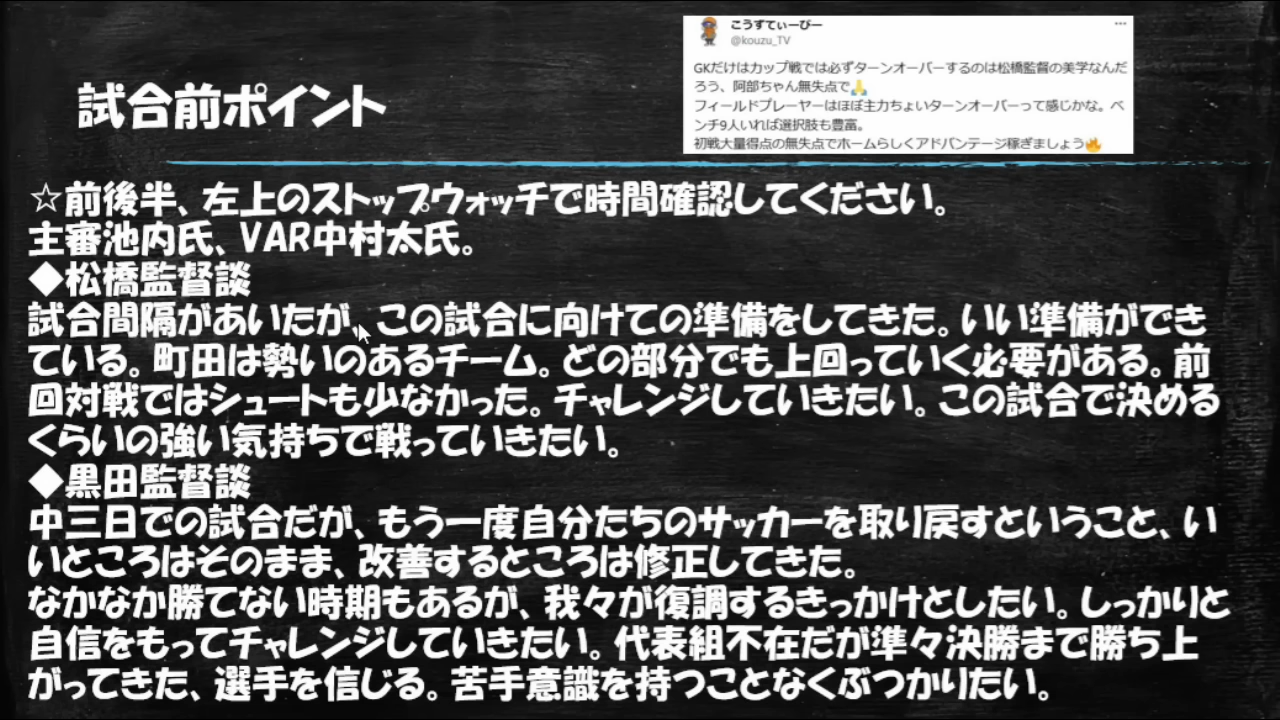 試合前ポイント
こうずてぃーびー
@kouzu_TV
GKだけはカップ戦では必ずターンオーバーするのは松橋監督の美学なんだ
ろう、阿部ちゃん無失点で🙏
フィールドプレーヤーはほぼ主力ちょいターンオーバーって感じかな。ベ
ンチ9人いれば選択肢も豊富。
初戦大量得点の無失点でホームらしくアドバンテージ稼ぎましょう🔥
☆前後半、左上のストップウォッチで時間確認してください。
主審池内氏、VAR中村太氏。
◆松橋監督談
試合間隔があいたが、この試合に向けての準備をしてきた。いい準備ができ
ている。町田は勢いのあるチーム。どの部分でも上回っていく必要がある。前
回対戦ではシュートも少なかった。チャレンジしていきたい。この試合で決める
くらいの強い気持ちで戦っていきたい。
◆黒田監督談
中三日での試合だが、もう一度自分たちのサッカーを取り戻すということ、い
いところはそのまま、改善するところは修正してきた。
なかなか勝てない時期もあるが、我々が復調するきっかけとしたい。しっかりと
自信をもってチャレンジしていきたい。代表組不在だが準々決勝まで勝ち上
がってきた、選手を信じる。苦手意識を持つことなくぶつかりたい。